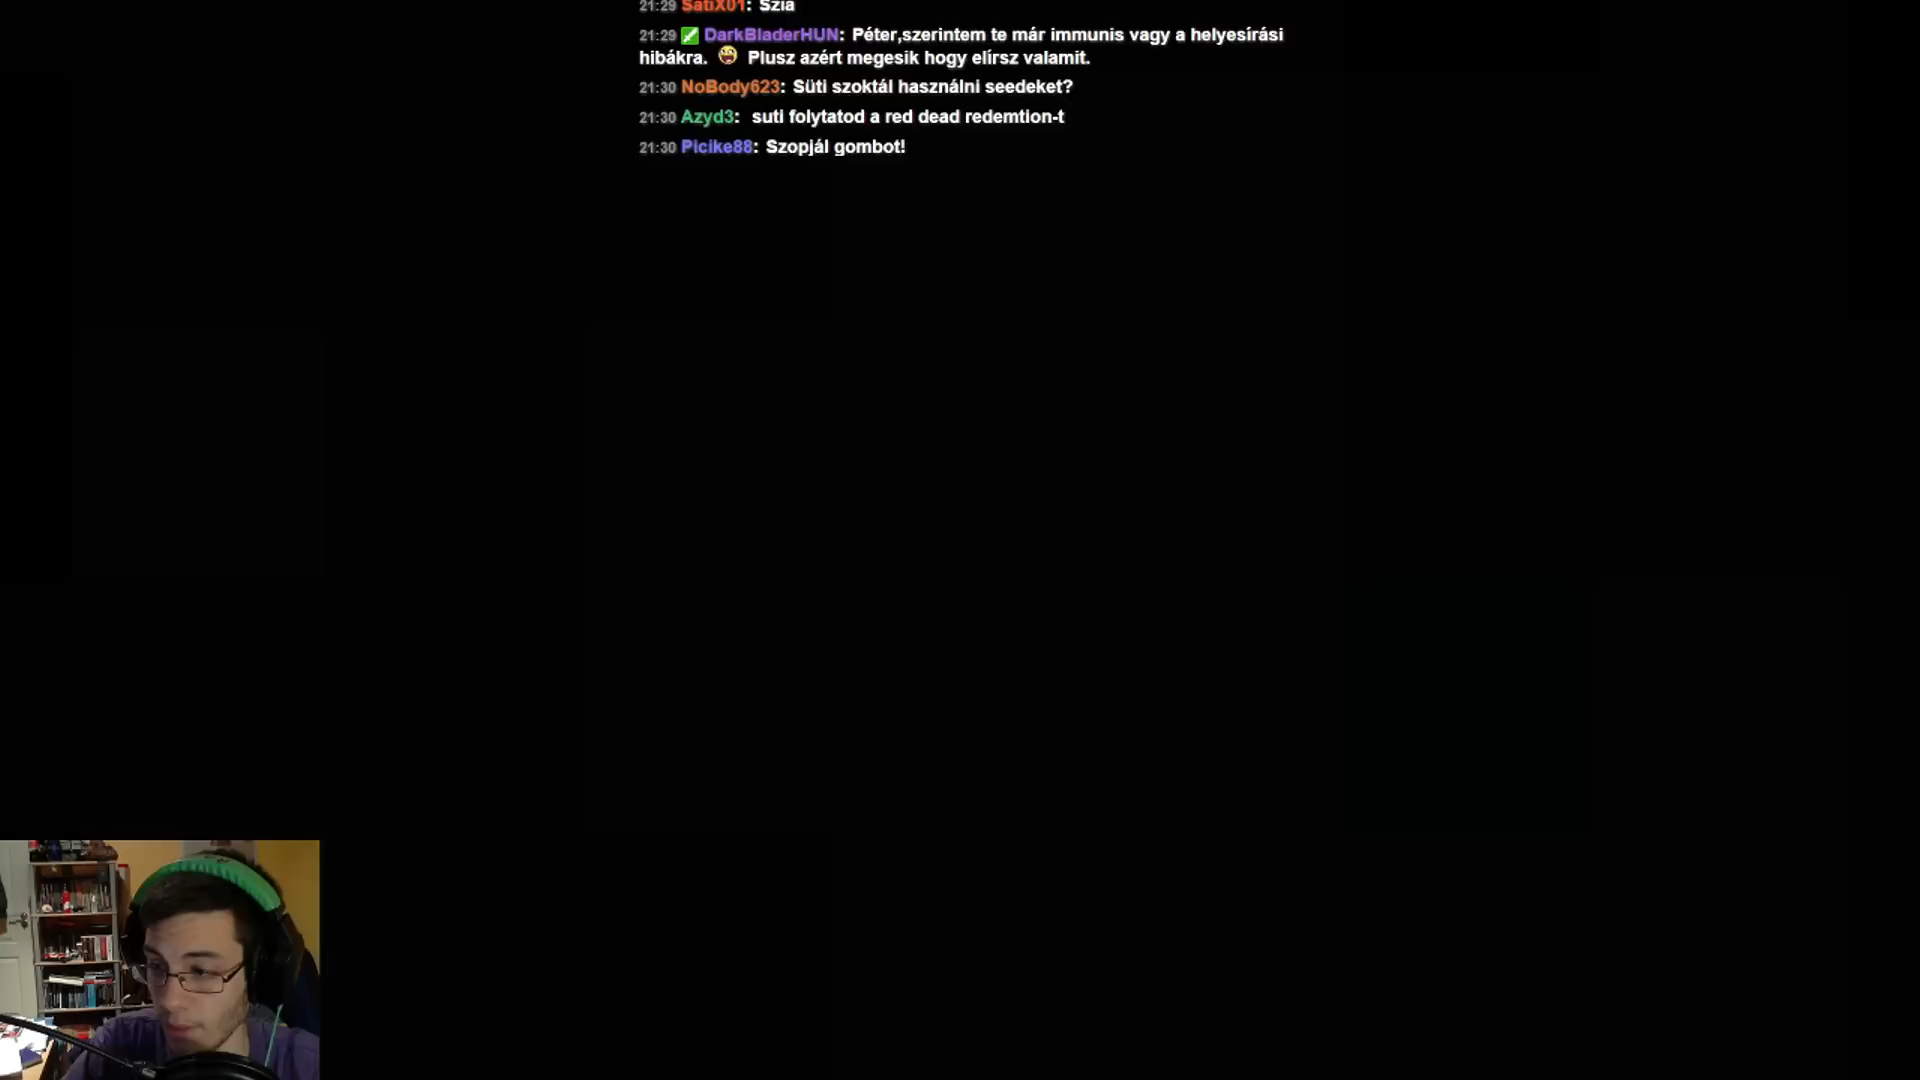 21:29 SatiX01: Szia
21:29 DarkBladerHUN: Péter,szerintem te már immunis vagy a helyesírási
hibákra. Plusz azért megesik hogy elírsz valamit.
21:30 NoBody623: Süti szoktál használni seedeket?
21:30 Azyd3: suti folytatod a red dead redemtion-t
21:30 Picike88: Szopjál gombot!